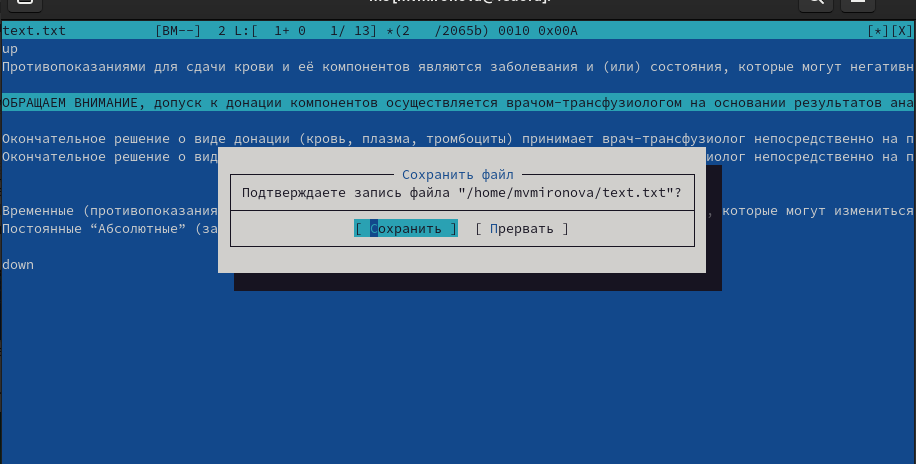 text.txt [BM--] 2 L:[ 1+ 0 1/ 13] *(2 /2065b) 0010 0x00A [*][X]
up
Противопоказаниями для сдачи крови и её компонентов являются заболевания и (или) состояния, которые могут негативн
ОБРАЩАЕМ ВНИМАНИЕ, допуск к донации компонентов осуществляется врачом-трансфузиологом на основании результатов ана
Окончательное решение о виде донации (кровь, плазма, тромбоциты) принимает врач-трансфузиолог непосредственно на п
Окончательное решение о вид иолог непосредственно на п
Сохранить файл
Подтверждаете запись файла "/home/mvmironova/text.txt"?
Временные (противопоказания , которые могут измениться
[ Сохранить ] [ Прервать ]
Постоянные “Абсолютные” (за
down